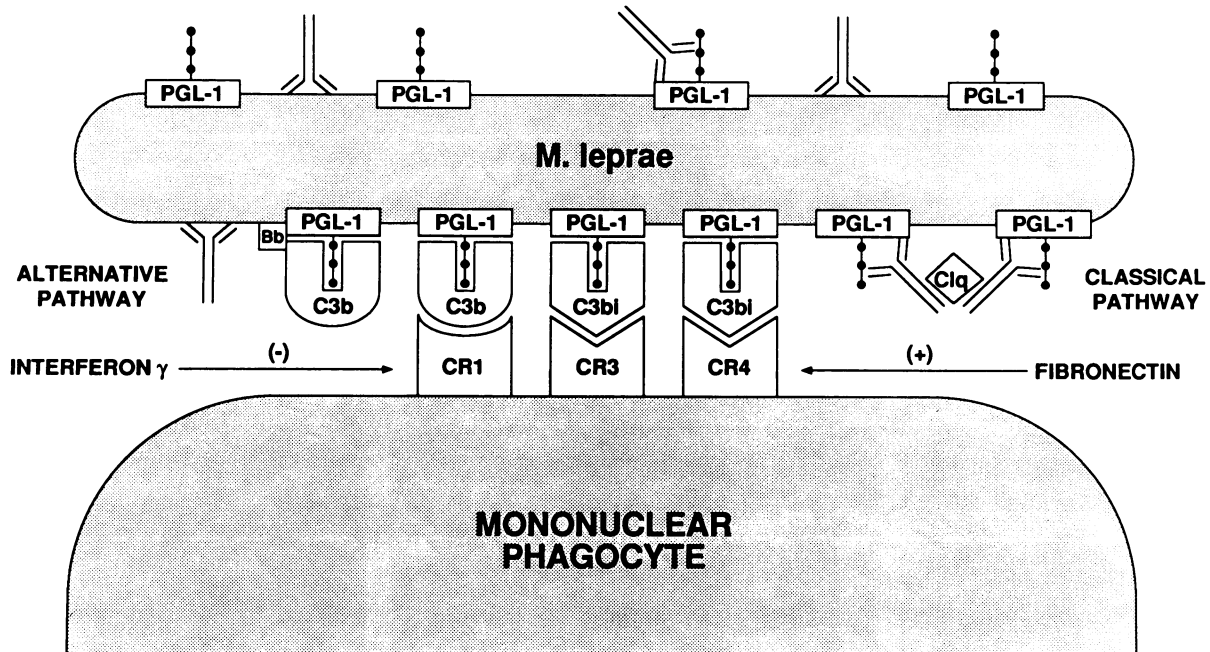 PGL-1 PGL-1 PGL-1 PGL-1
M. leprae
PGL-1 PGL-1 PGL-1 PGL-1 PGL-1 PGL-1
Bb
ALTERNATIVE
PATHWAY
C3b C3b C3bi C3bi
Clq
CLASSICAL
PATHWAY
INTERFERON γ
(-)
CR1 CR3 CR4
(+)
FIBRONECTIN
MONONUCLEAR
PHAGOCYTE